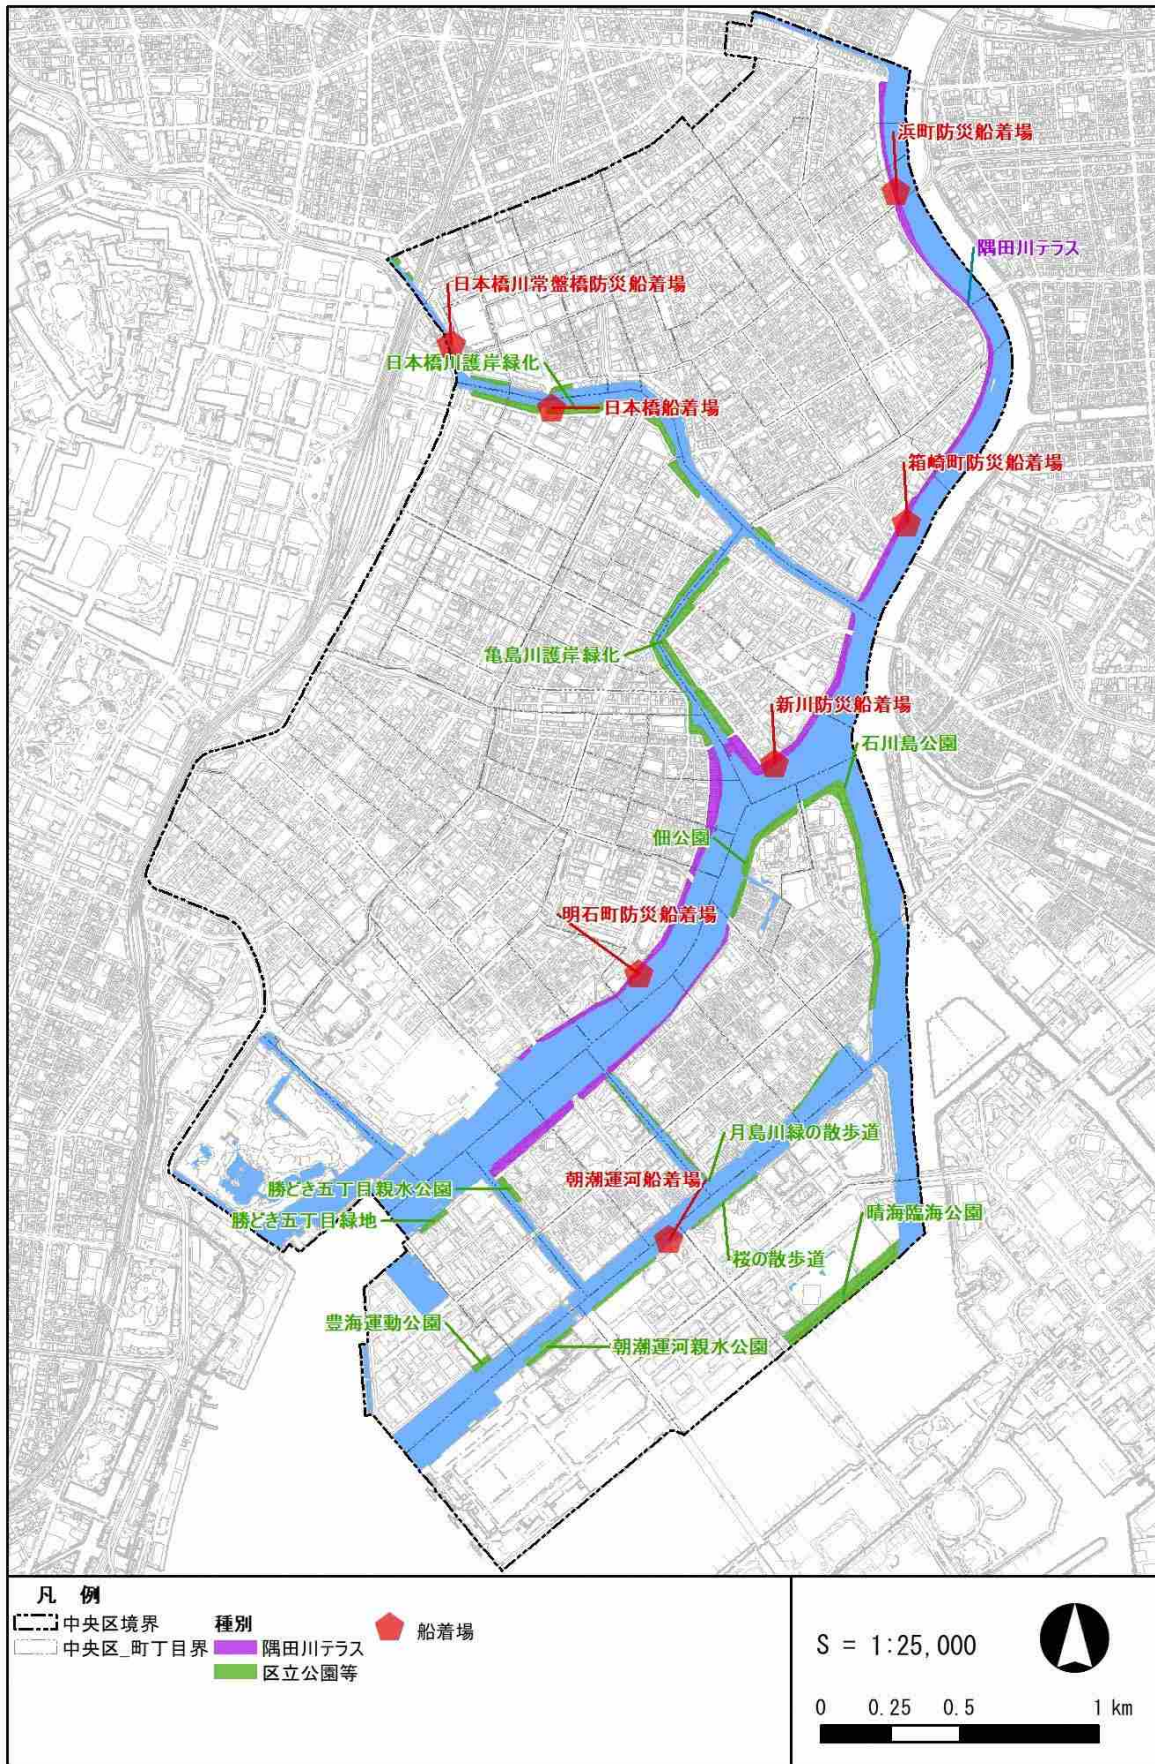 浜町防災船着場
隅田川テラス
日本橋川常盤橋防災船着場
日本橋川護岸緑化
日本橋船着場
箱崎町防災船着場
亀島川護岸緑化
新川防災船着場
石川島公園
佃公園
明石町防災船着場
月島川緑の散歩道
朝潮運河船着場
勝どき五丁目親水公園
勝どき五丁目緑地
晴海臨海公園
桜の散歩道
豊海運動公園
朝潮運河親水公園
凡 例
中央区境界
種別
船着場
中央区_町丁目界
隅田川テラス
区立公園等
S = 1:25,000
0 0.25 0.5 1 km